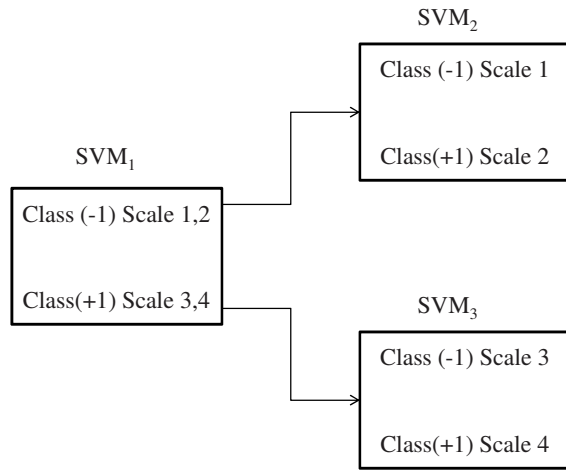 SVM₁
Class (-1) Scale 1,2
Class(+1) Scale 3,4
SVM₂
Class (-1) Scale 1
Class(+1) Scale 2
SVM₃
Class (-1) Scale 3
Class(+1) Scale 4